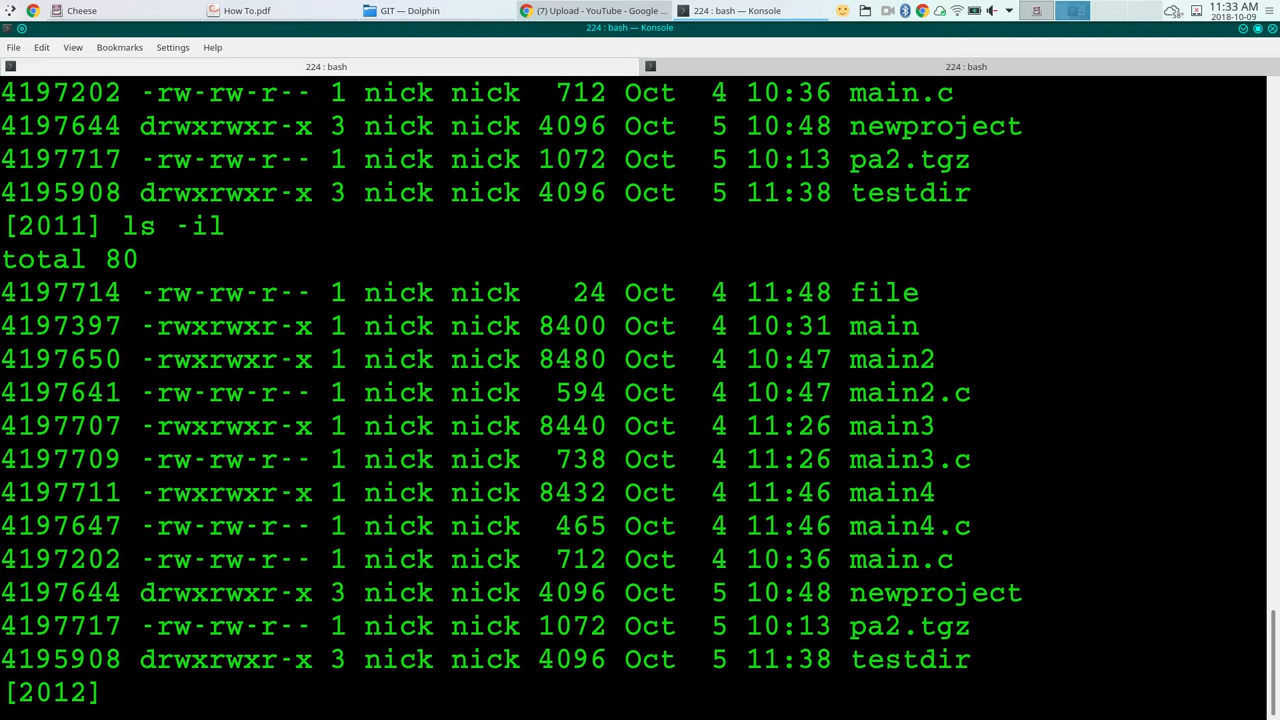 Cheese
How To.pdf
GIT — Dolphin
(7) Upload - YouTube - Google ...
224 : bash — Konsole
58°
11:33 AM
2018-10-09
224 : bash — Konsole
File Edit View Bookmarks Settings Help
224 : bash
224 : bash
4197202 -rw-rw-r-- 1 nick nick 712 Oct 4 10:36 main.c
4197644 drwxrwxr-x 3 nick nick 4096 Oct 5 10:48 newproject
4197717 -rw-rw-r-- 1 nick nick 1072 Oct 5 10:13 pa2.tgz
4195908 drwxrwxr-x 3 nick nick 4096 Oct 5 11:38 testdir
[2011] ls -il
total 80
4197714 -rw-rw-r-- 1 nick nick 24 Oct 4 11:48 file
4197397 -rwxrwxr-x 1 nick nick 8400 Oct 4 10:31 main
4197650 -rwxrwxr-x 1 nick nick 8480 Oct 4 10:47 main2
4197641 -rw-rw-r-- 1 nick nick 594 Oct 4 10:47 main2.c
4197707 -rwxrwxr-x 1 nick nick 8440 Oct 4 11:26 main3
4197709 -rw-rw-r-- 1 nick nick 738 Oct 4 11:26 main3.c
4197711 -rwxrwxr-x 1 nick nick 8432 Oct 4 11:46 main4
4197647 -rw-rw-r-- 1 nick nick 465 Oct 4 11:46 main4.c
4197202 -rw-rw-r-- 1 nick nick 712 Oct 4 10:36 main.c
4197644 drwxrwxr-x 3 nick nick 4096 Oct 5 10:48 newproject
4197717 -rw-rw-r-- 1 nick nick 1072 Oct 5 10:13 pa2.tgz
4195908 drwxrwxr-x 3 nick nick 4096 Oct 5 11:38 testdir
[2012]